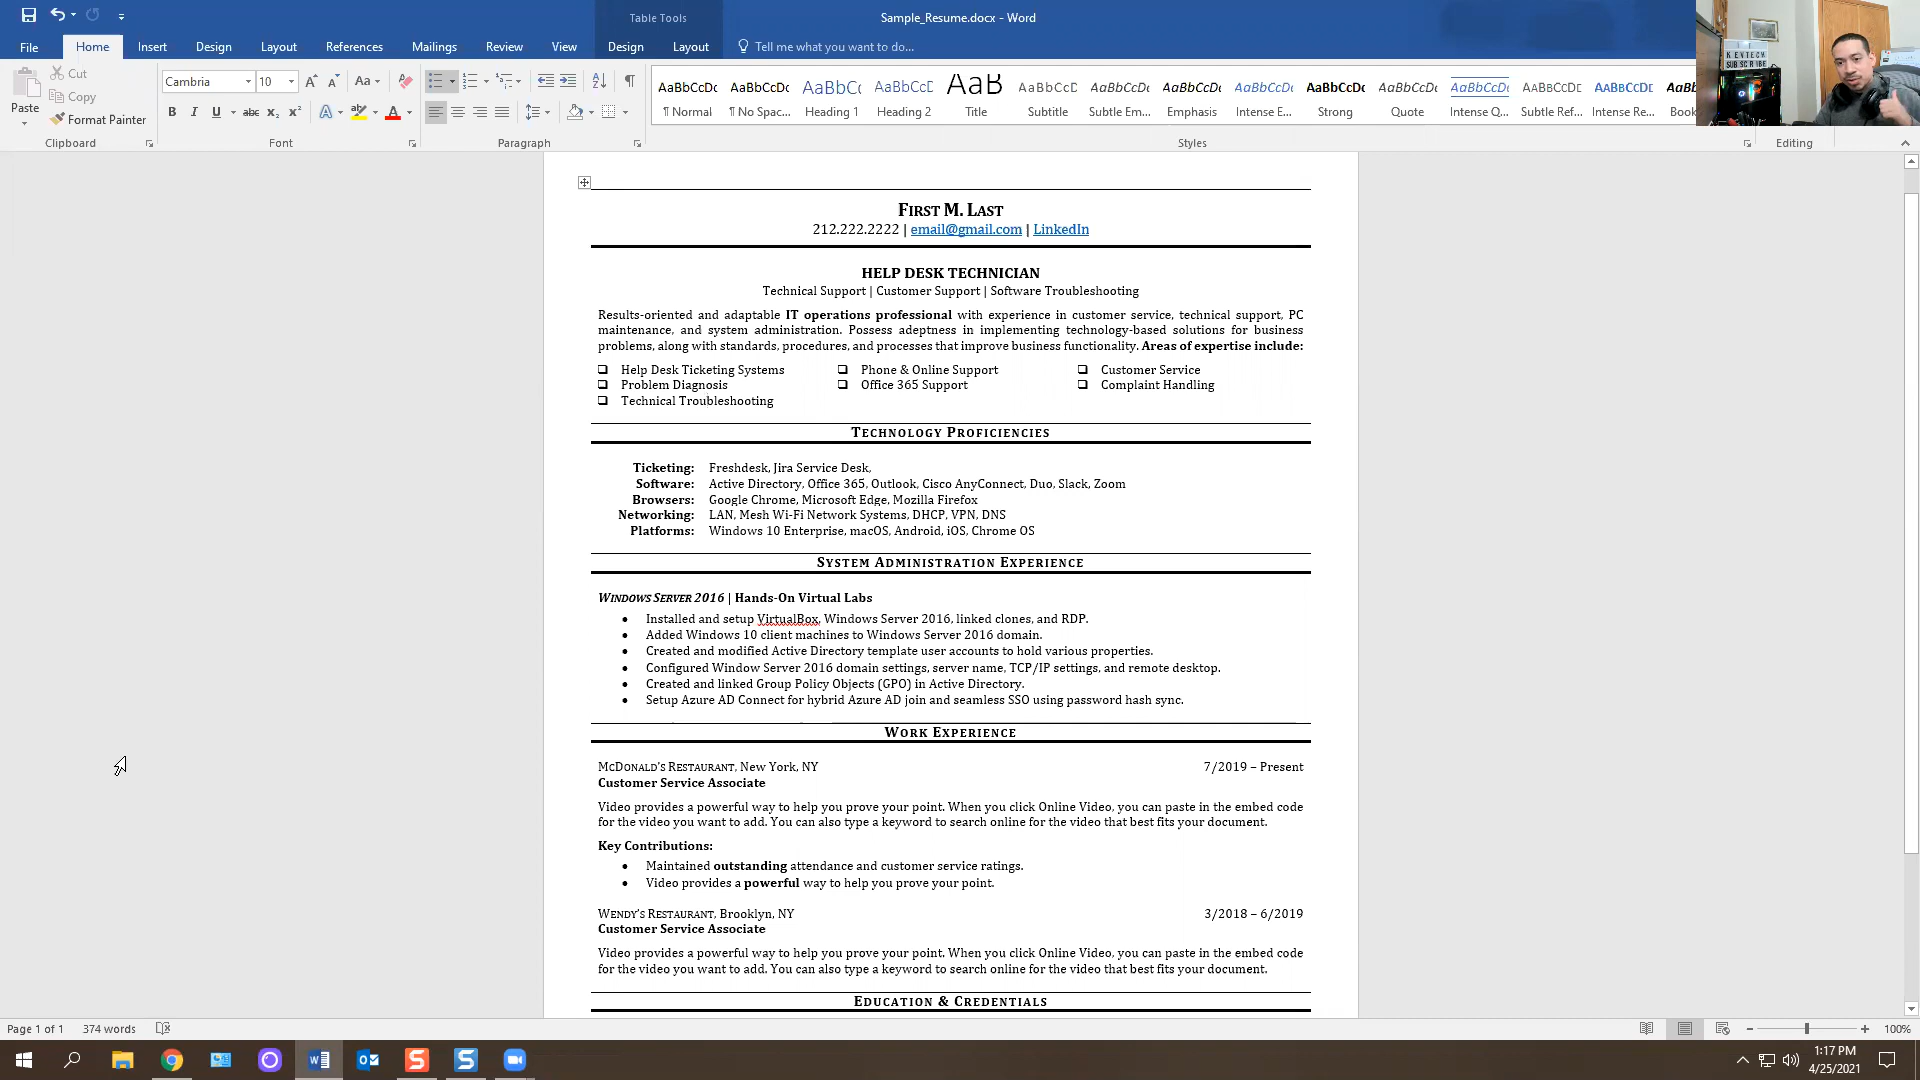 Table Tools
Sample_Resume.docx - Word
File Home Insert Design Layout References Mailings Review View Design Layout Tell me what you want to do...
Paste
Cut
Copy
Format Painter
Clipboard
Cambria 10
Font
Paragraph
AaBbCcDc AaBbCcDc AaBbC AaBbCcD AaB AaBbCcD AaBbCcDc AaBbCcDc AaBbCcDc AaBbCcDc AaBbCcDc AaBbCcDc AaBbCcDc AaBbCcDc AaBb
¶ Normal ¶ No Spac... Heading 1 Heading 2 Title Subtitle Subtle Em... Emphasis Intense E... Strong Quote Intense Q... Subtle Ref... Intense Re... Book
Styles
Editing
KEVTECH
SUBSCRIBE
First M. Last
212.222.2222 | email@gmail.com | LinkedIn
HELP DESK TECHNICIAN
Technical Support | Customer Support | Software Troubleshooting
Results-oriented and adaptable IT operations professional with experience in customer service, technical support, PC
maintenance, and system administration. Possess adeptness in implementing technology-based solutions for business
problems, along with standards, procedures, and processes that improve business functionality. Areas of expertise include:
❑ Help Desk Ticketing Systems ❑ Phone & Online Support ❑ Customer Service
❑ Problem Diagnosis ❑ Office 365 Support ❑ Complaint Handling
❑ Technical Troubleshooting
Technology Proficiencies
Ticketing: Freshdesk, Jira Service Desk,
Software: Active Directory, Office 365, Outlook, Cisco AnyConnect, Duo, Slack, Zoom
Browsers: Google Chrome, Microsoft Edge, Mozilla Firefox
Networking: LAN, Mesh Wi-Fi Network Systems, DHCP, VPN, DNS
Platforms: Windows 10 Enterprise, macOS, Android, iOS, Chrome OS
System Administration Experience
Windows Server 2016 | Hands-On Virtual Labs
• Installed and setup VirtualBox, Windows Server 2016, linked clones, and RDP.
• Added Windows 10 client machines to Windows Server 2016 domain.
• Created and modified Active Directory template user accounts to hold various properties.
• Configured Window Server 2016 domain settings, server name, TCP/IP settings, and remote desktop.
• Created and linked Group Policy Objects (GPO) in Active Directory.
• Setup Azure AD Connect for hybrid Azure AD join and seamless SSO using password hash sync.
Work Experience
McDonald's Restaurant, New York, NY 7/2019 – Present
Customer Service Associate
Video provides a powerful way to help you prove your point. When you click Online Video, you can paste in the embed code
for the video you want to add. You can also type a keyword to search online for the video that best fits your document.
Key Contributions:
• Maintained outstanding attendance and customer service ratings.
• Video provides a powerful way to help you prove your point.
Wendy's Restaurant, Brooklyn, NY 3/2018 – 6/2019
Customer Service Associate
Video provides a powerful way to help you prove your point. When you click Online Video, you can paste in the embed code
for the video you want to add. You can also type a keyword to search online for the video that best fits your document.
Education & Credentials
Page 1 of 1 374 words
100%
1:17 PM
4/25/2021